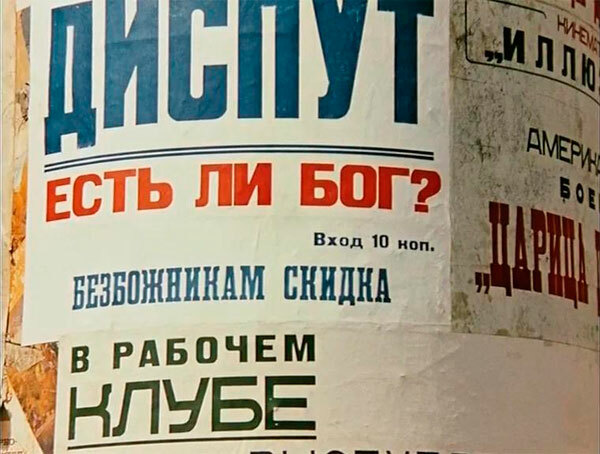 ДИСПУТ
ЕСТЬ ЛИ БОГ?
Вход 10 коп.
БЕЗБОЖНИКАМ СКИДКА
В РАБОЧЕМ
КЛУБЕ
„ЦАРИЦА